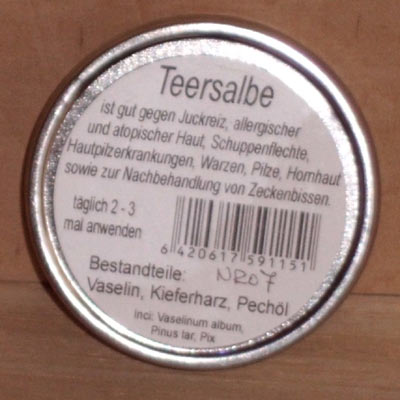 Teersalbe
ist gut gegen Juckreiz, allergischer
und atopischer Haut, Schuppenflechte,
Hautpilzerkrankungen, Warzen, Pilze, Hornhaut
sowie zur Nachbehandlung von Zeckenbissen.
täglich 2 - 3
mal anwenden
6 420617 591151
Bestandteile: NR07
Vaselin, Kieferharz, Pechöl
Inci: Vaselinum album,
Pinus tar, Pix